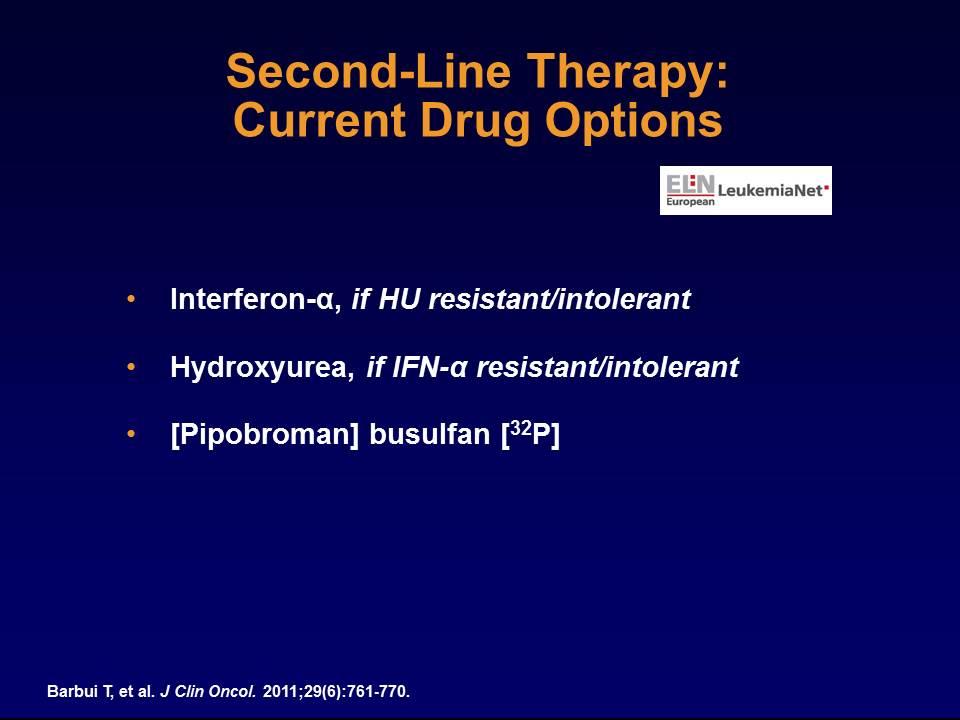 Second-Line Therapy:
Current Drug Options
ELN
European LeukemiaNet
• Interferon-α, if HU resistant/intolerant
• Hydroxyurea, if IFN-α resistant/intolerant
• [Pipobroman] busulfan [³²P]
Barbui T, et al. J Clin Oncol. 2011;29(6):761-770.